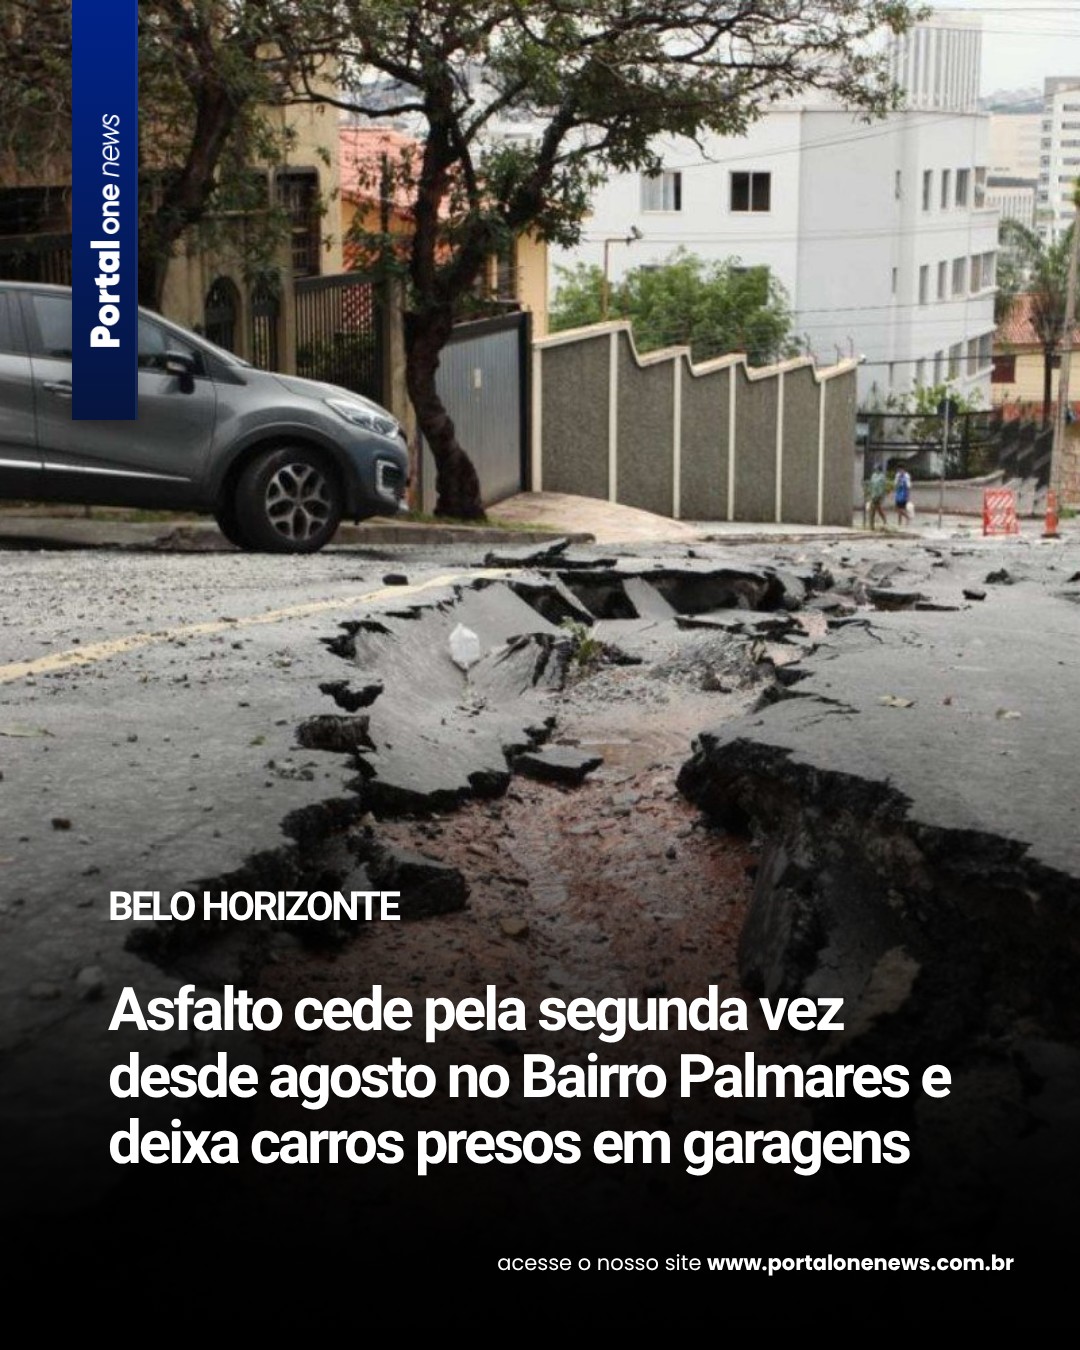 Portal one news
BELO HORIZONTE
Asfalto cede pela segunda vez
desde agosto no Bairro Palmares e
deixa carros presos em garagens
acesse o nosso site www.portalonenews.com.br